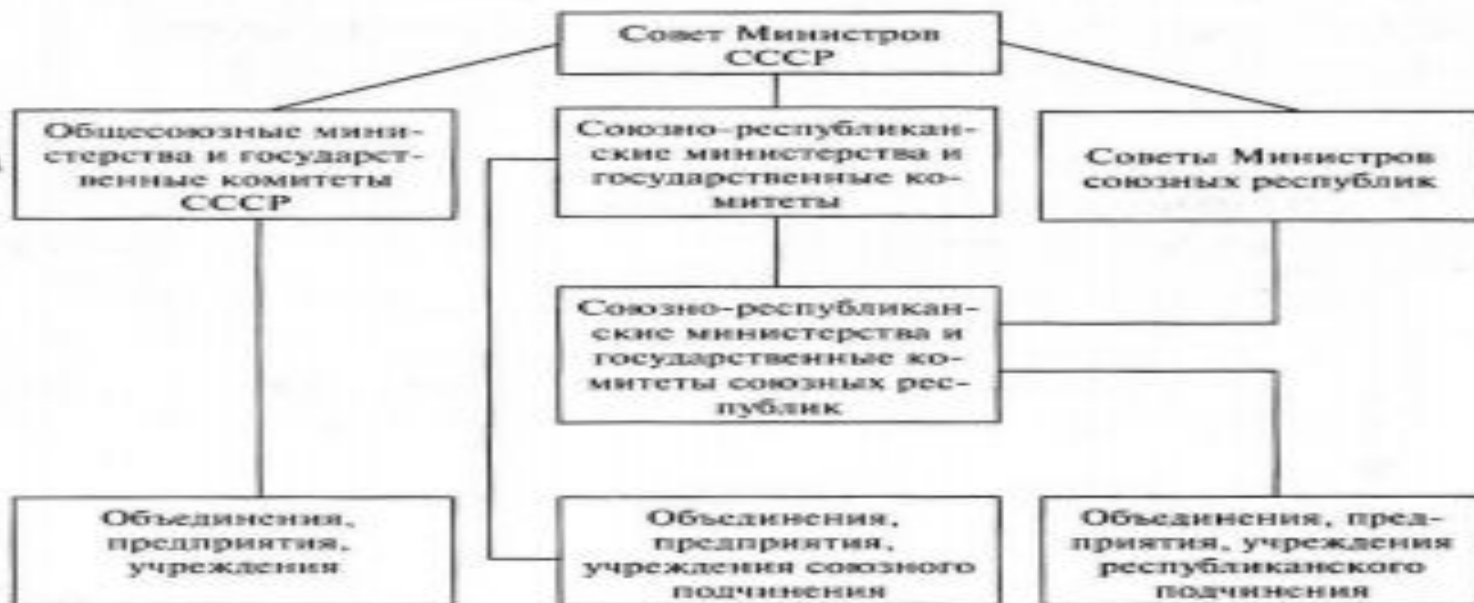 Совет Министров
СССР
Общесоюзные мини-
стерства и государст-
венные комитеты
СССР
Союзно-республикан-
ские министерства и
государственные ко-
митеты
Советы Министров
союзных республик
Союзно-республикан-
ские министерства и
государственные ко-
митеты союзных рес-
публик
Объединения,
предприятия,
учреждения
Объединения,
предприятия,
учреждения союзного
подчинения
Объединения, пред-
приятия, учреждения
республиканского
подчинения